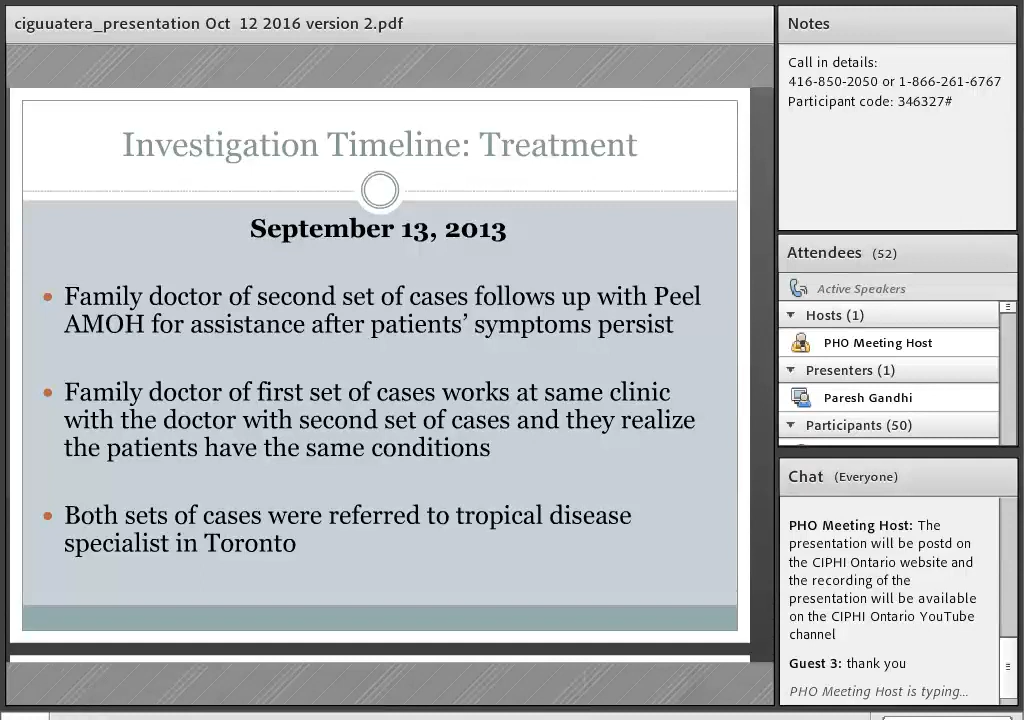 ciguuatera_presentation Oct  12 2016 version 2.pdf
Investigation Timeline: Treatment
September 13, 2013
• Family doctor of second set of cases follows up with Peel
AMOH for assistance after patients’ symptoms persist
• Family doctor of first set of cases works at same clinic
with the doctor with second set of cases and they realize
the patients have the same conditions
• Both sets of cases were referred to tropical disease
specialist in Toronto
Notes
Call in details:
416-850-2050 or 1-866-261-6767
Participant code: 346327#
Attendees (52)
Active Speakers
Hosts (1)
PHO Meeting Host
Presenters (1)
Paresh Gandhi
Participants (50)
Chat (Everyone)
PHO Meeting Host: The
presentation will be postd on
the CIPHI Ontario website and
the recording of the
presentation will be available
on the CIPHI Ontario YouTube
channel
Guest 3: thank you
PHO Meeting Host is typing...